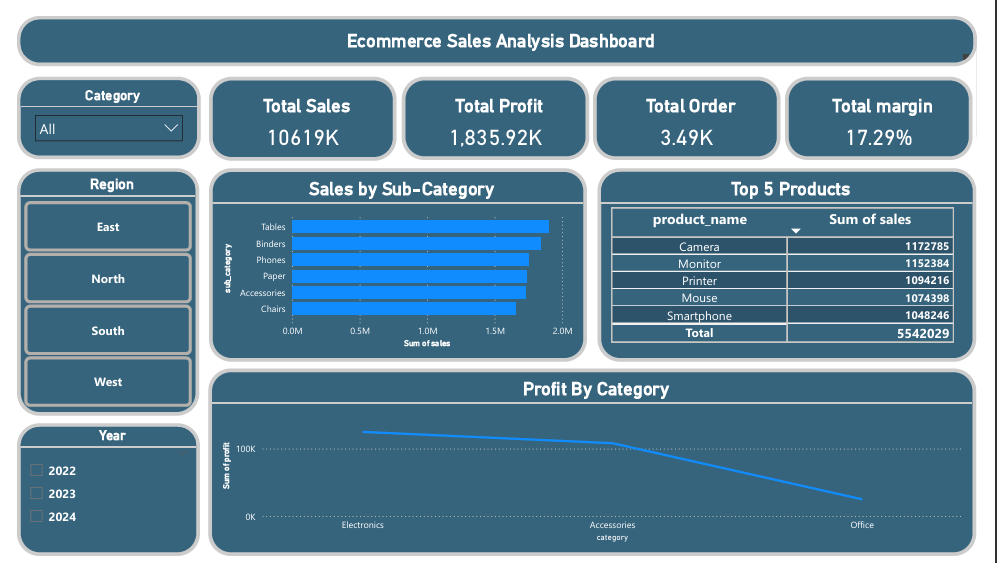 Ecommerce Sales Analysis Dashboard
Category
All
Total Sales
10619K
Total Profit
1,835.92K
Total Order
3.49K
Total margin
17.29%
Region
East
North
South
West
Year
2022
2023
2024
Sales by Sub-Category
sub_category
Tables
Binders
Phones
Paper
Accessories
Chairs
0.0M 0.5M 1.0M 1.5M 2.0M
Sum of sales
Top 5 Products
product_name Sum of sales
Camera 1172785
Monitor 1152384
Printer 1094216
Mouse 1074398
Smartphone 1048246
Total 5542029
Profit By Category
Sum of profit
100K
0K
Electronics Accessories Office
category